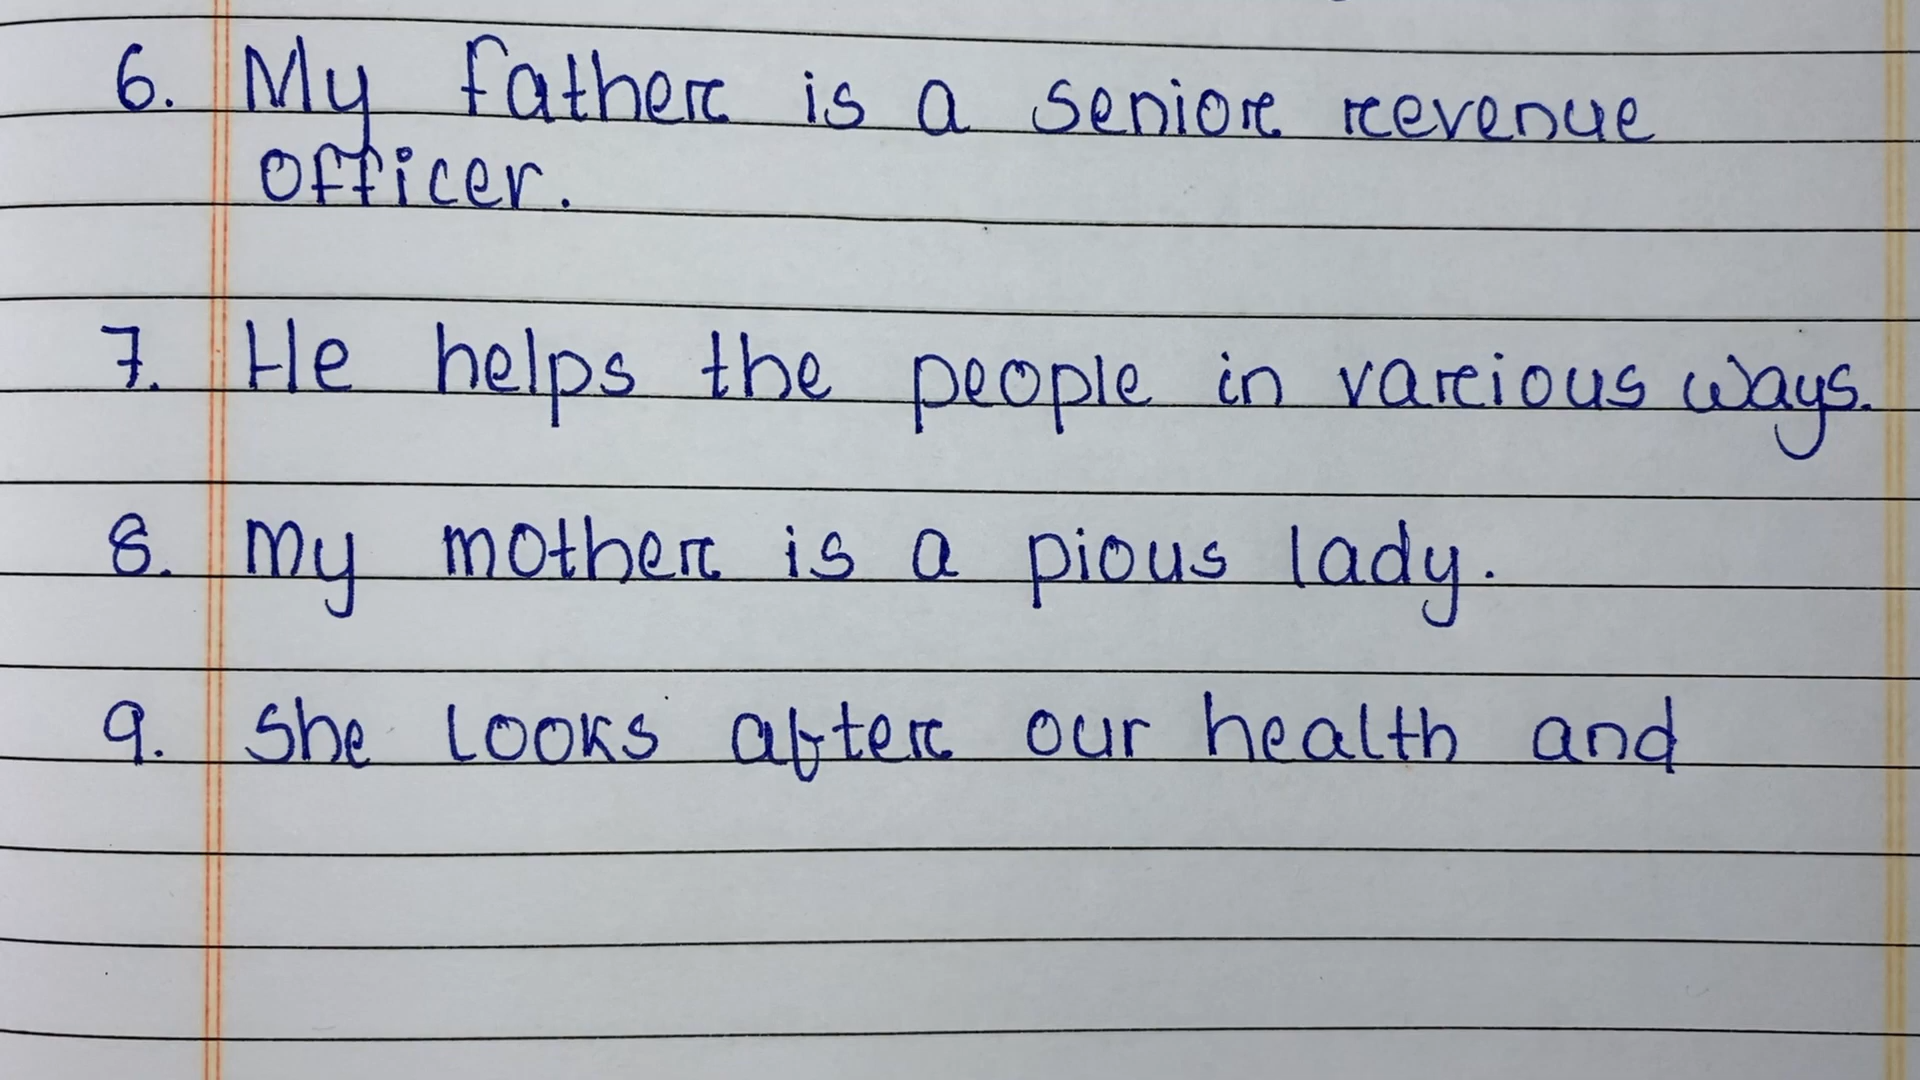 6. My father is a senior revenue
officer.
7. He helps the people in various ways.
8. My mother is a pious lady.
9. She looks after our health and